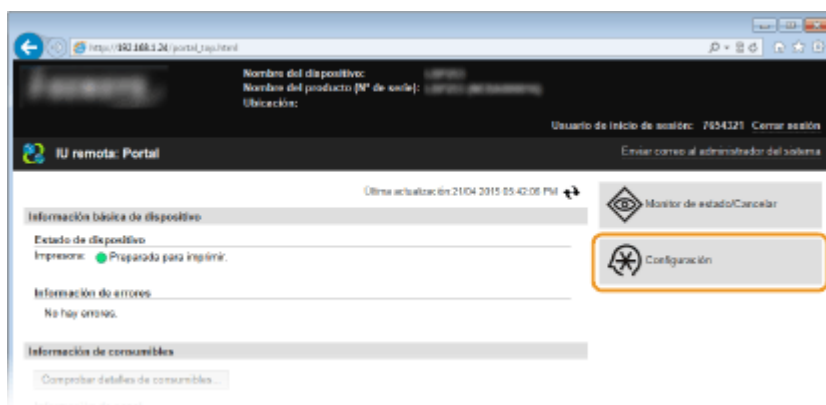 http://192.168.1.24/portal_top.html
Nombre del dispositivo:
Nombre del producto (Nº de serie):
Ubicación:
Usuario de inicio de sesión: 7654321 Cerrar sesión
IU remota: Portal
Enviar correo al administrador del sistema
Última actualización 21/04 2015 05:42:08 PM
Monitor de estado/Cancelar
Información básica de dispositivo
Estado de dispositivo
Impresora: Preparada para imprimir.
Configuración
Información de errores
No hay errores.
Información de consumibles
Comprobar detalles de consumibles...